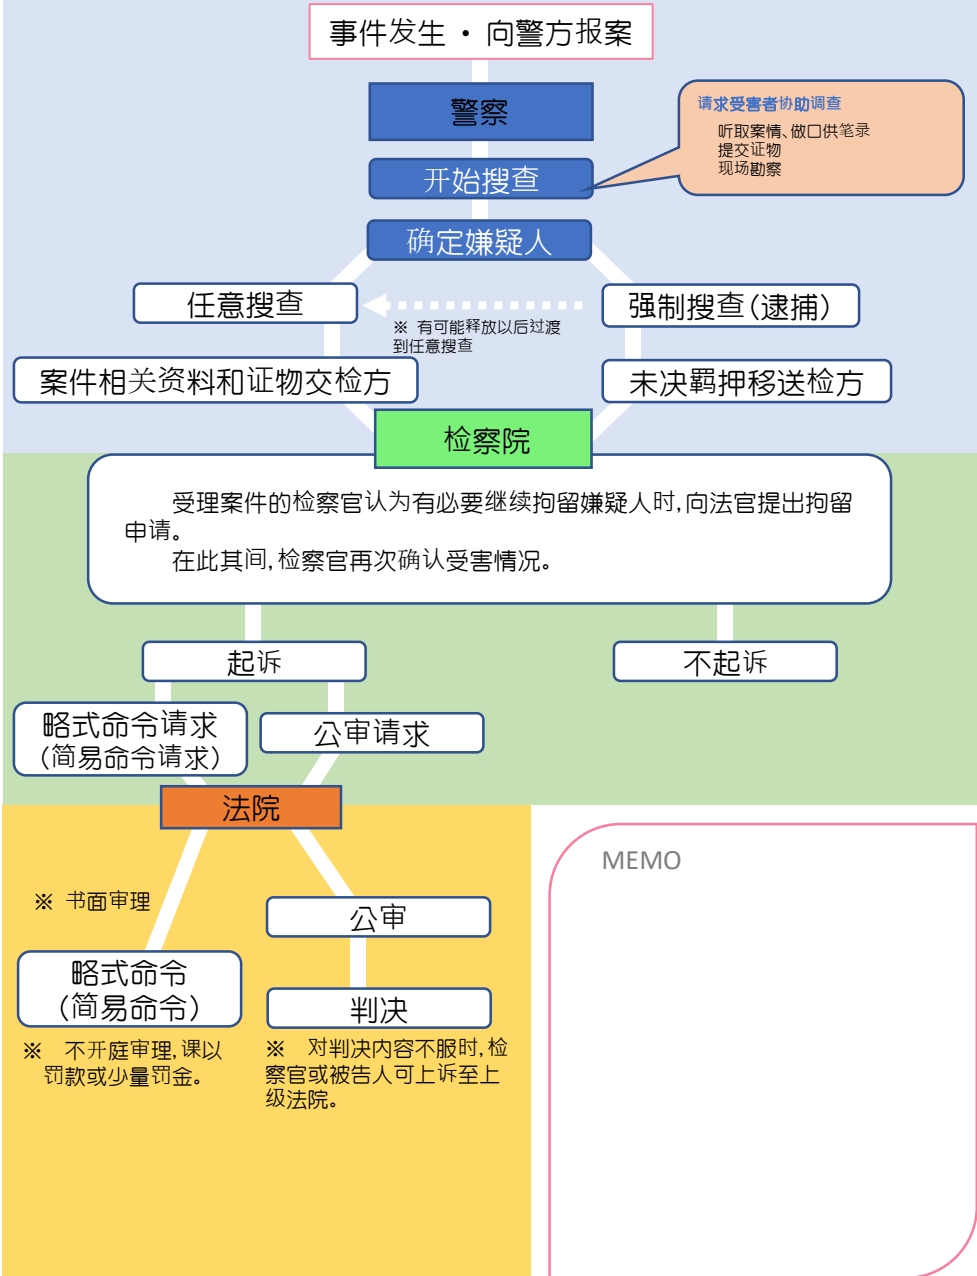 事件发生 · 向警方报案
警察
请求受害者协助调查
听取案情、做口供笔录
提交证物
现场勘察
开始搜查
确定嫌疑人
任意搜查
强制搜查(逮捕)
※ 有可能释放以后过渡
到任意搜查
案件相关资料和证物交检方
未决羁押移送检方
检察院
受理案件的检察官认为有必要继续拘留嫌疑人时,向法官提出拘留
申请。
在此其间,检察官再次确认受害情况。
起诉
不起诉
略式命令请求
(简易命令请求)
公审请求
法院
MEMO
※ 书面审理
公审
略式命令
(简易命令)
判决
※ 不开庭审理,课以
罚款或少量罚金。
※ 对判决内容不服时,检
察官或被告人可上诉至上
级法院。